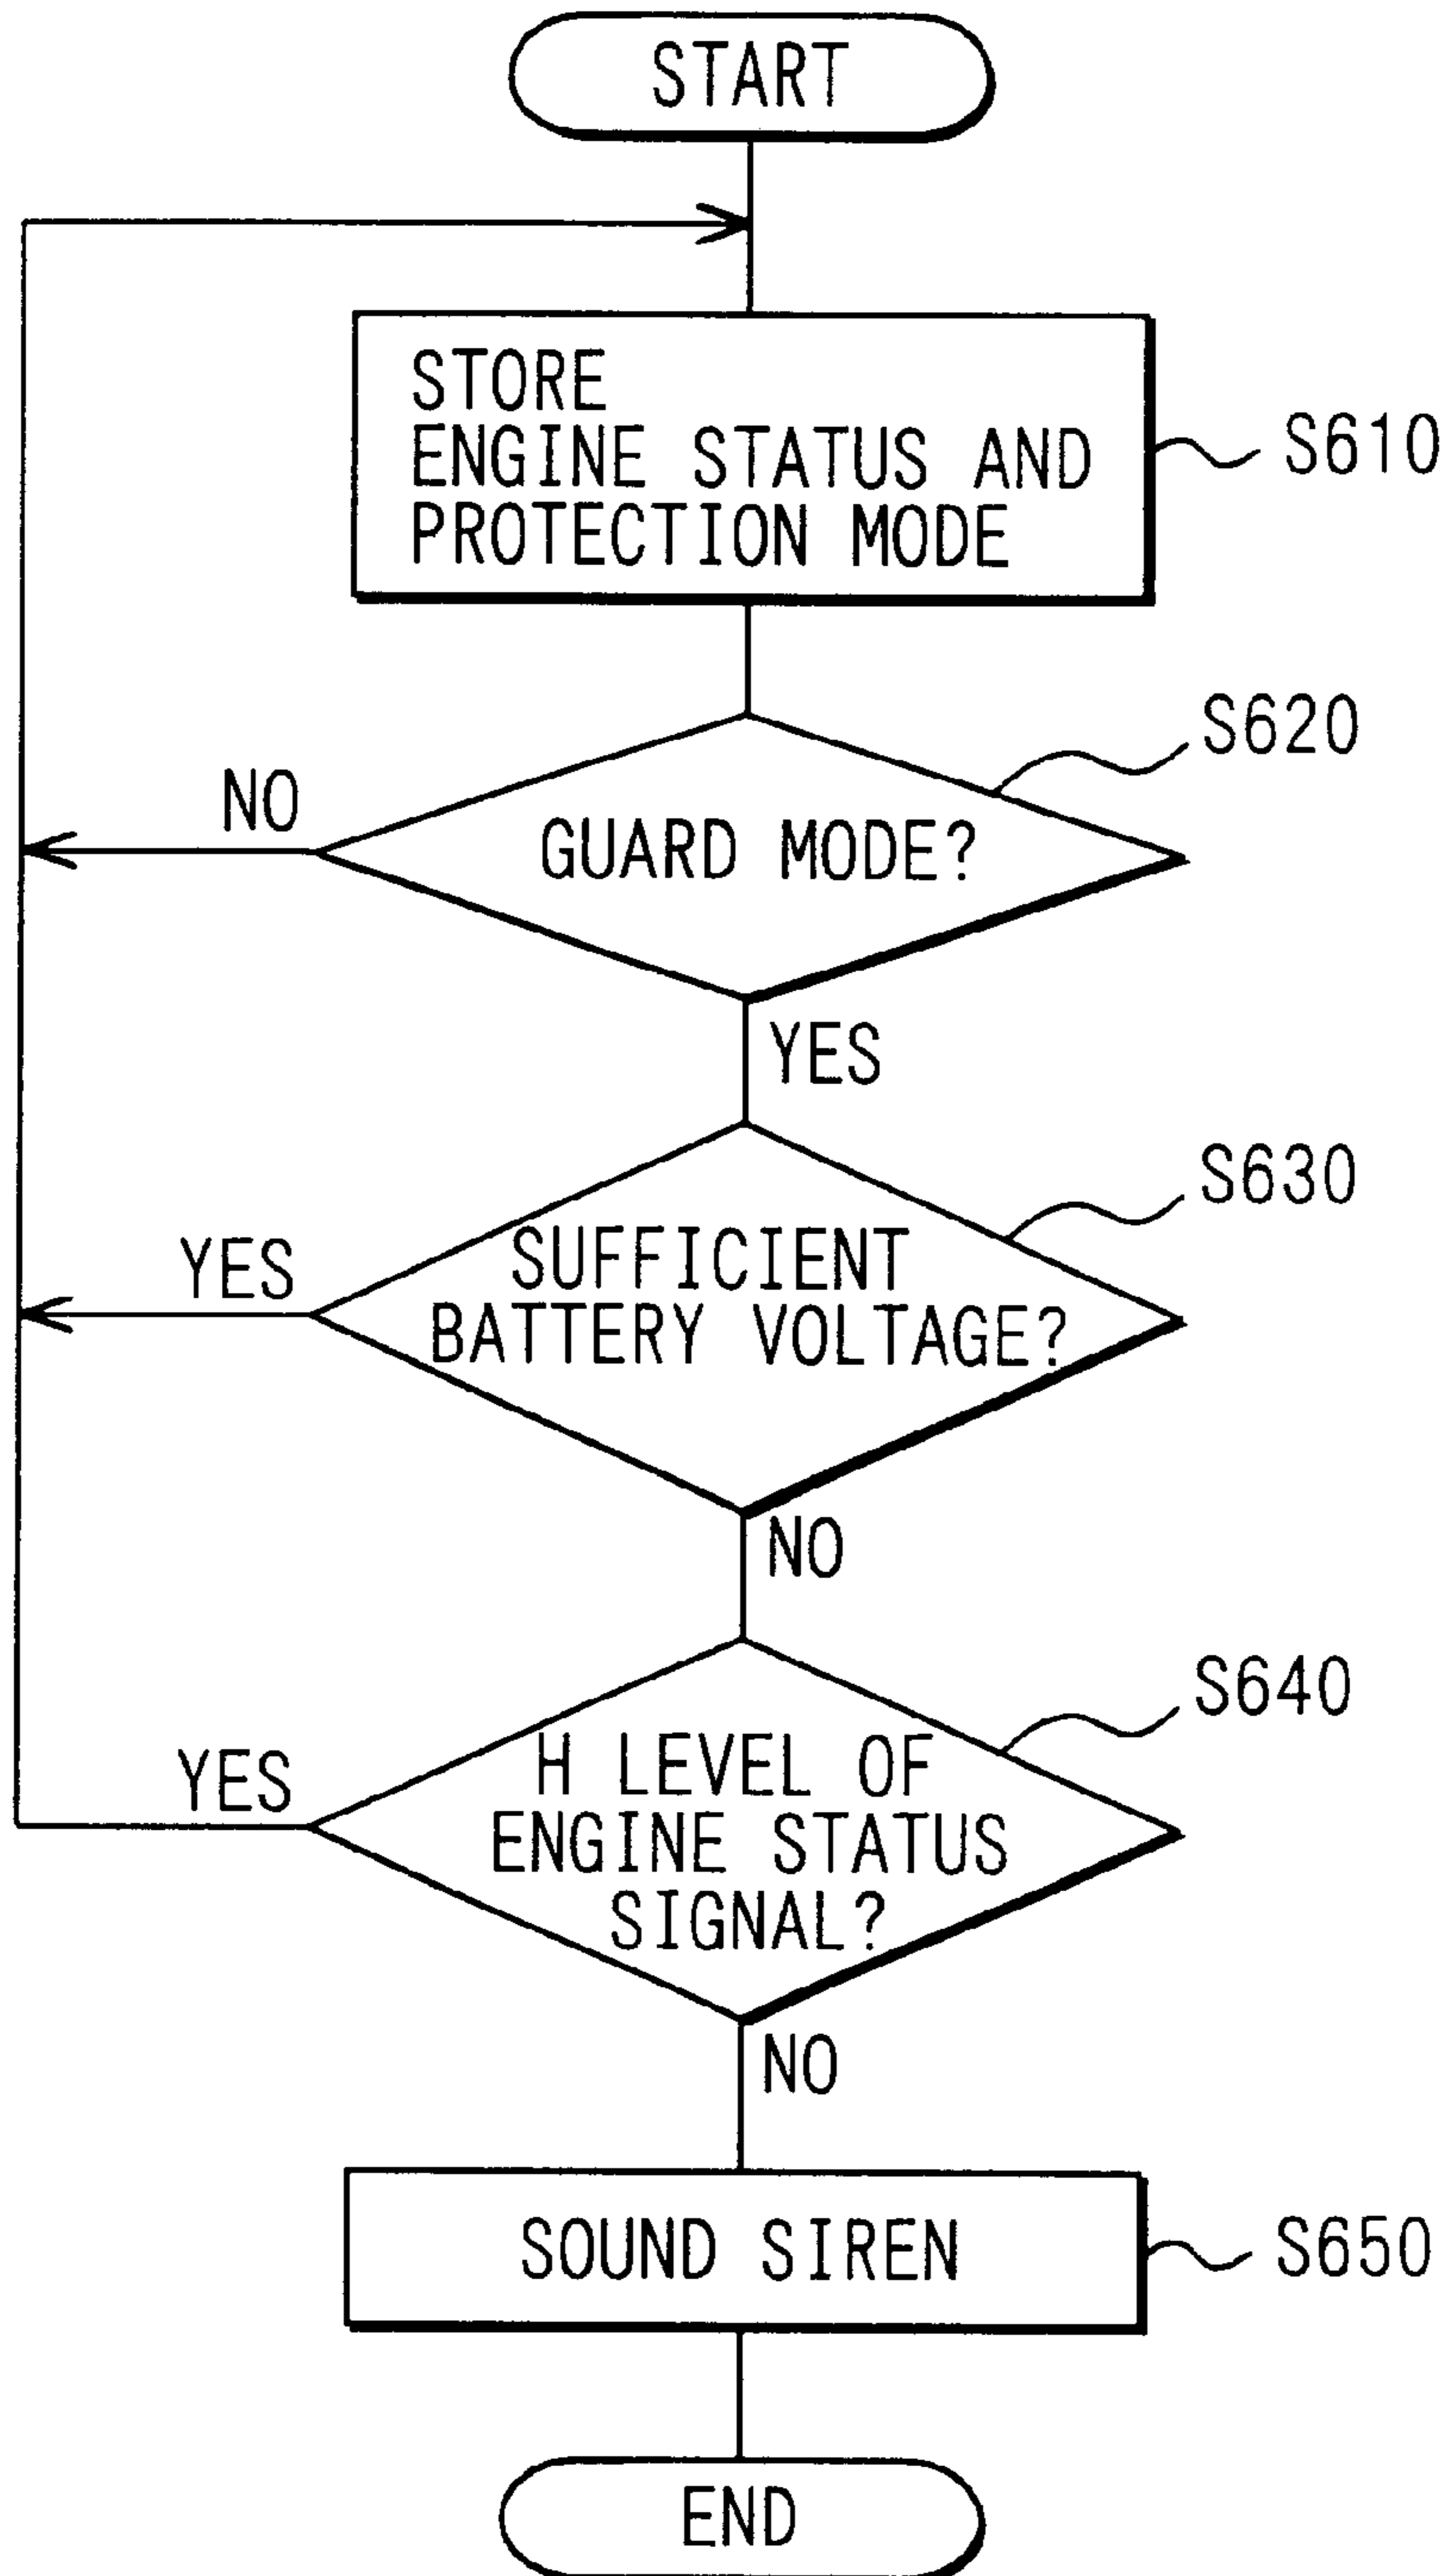 START
STORE
ENGINE STATUS AND
PROTECTION MODE
S610
S620
NO
GUARD MODE?
YES
S630
YES
SUFFICIENT
BATTERY VOLTAGE?
NO
S640
YES
H LEVEL OF
ENGINE STATUS
SIGNAL?
NO
SOUND SIREN
S650
END